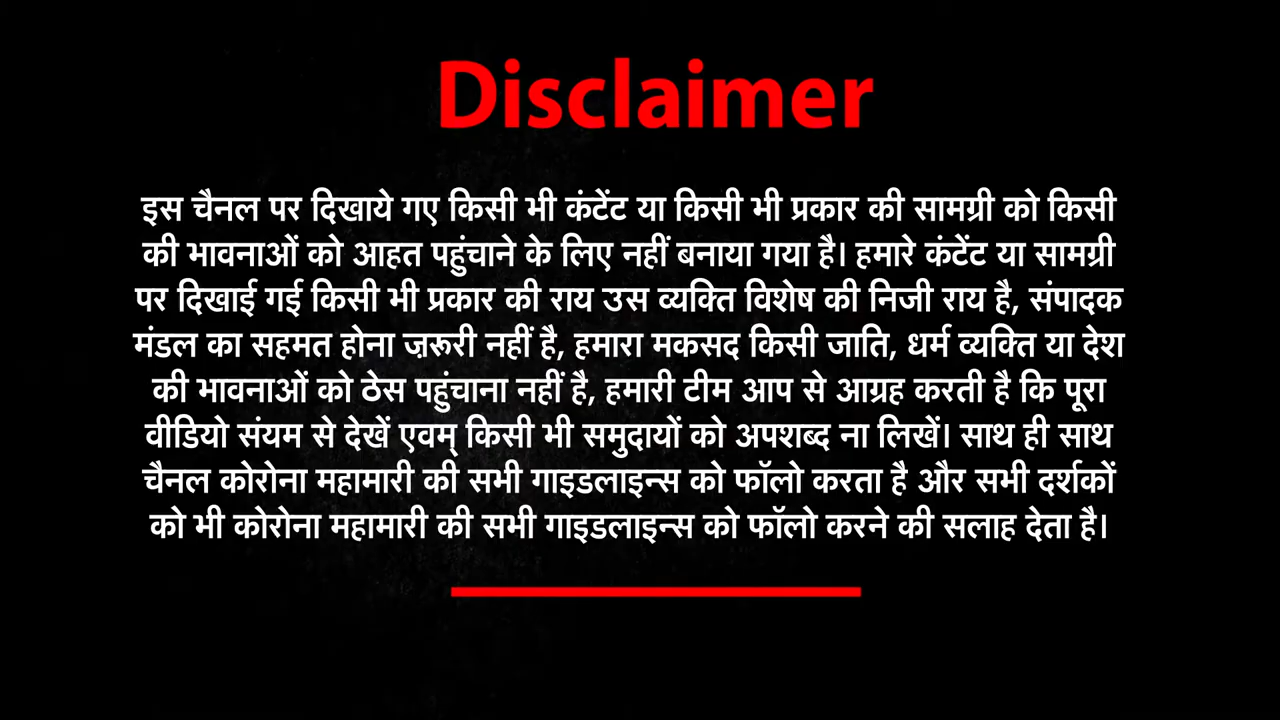 Disclaimer
इस चैनल पर दिखाये गए किसी भी कंटेंट या किसी भी प्रकार की सामग्री को किसी
की भावनाओं को आहत पहुंचाने के लिए नहीं बनाया गया है। हमारे कंटेंट या सामग्री
पर दिखाई गई किसी भी प्रकार की राय उस व्यक्ति विशेष की निजी राय है, संपादक
मंडल का सहमत होना ज़रूरी नहीं है, हमारा मकसद किसी जाति, धर्म व्यक्ति या देश
की भावनाओं को ठेस पहुंचाना नहीं है, हमारी टीम आप से आग्रह करती है कि पूरा
वीडियो संयम से देखें एवम् किसी भी समुदायों को अपशब्द ना लिखें। साथ ही साथ
चैनल कोरोना महामारी की सभी गाइडलाइन्स को फॉलो करता है और सभी दर्शकों
को भी कोरोना महामारी की सभी गाइडलाइन्स को फॉलो करने की सलाह देता है।